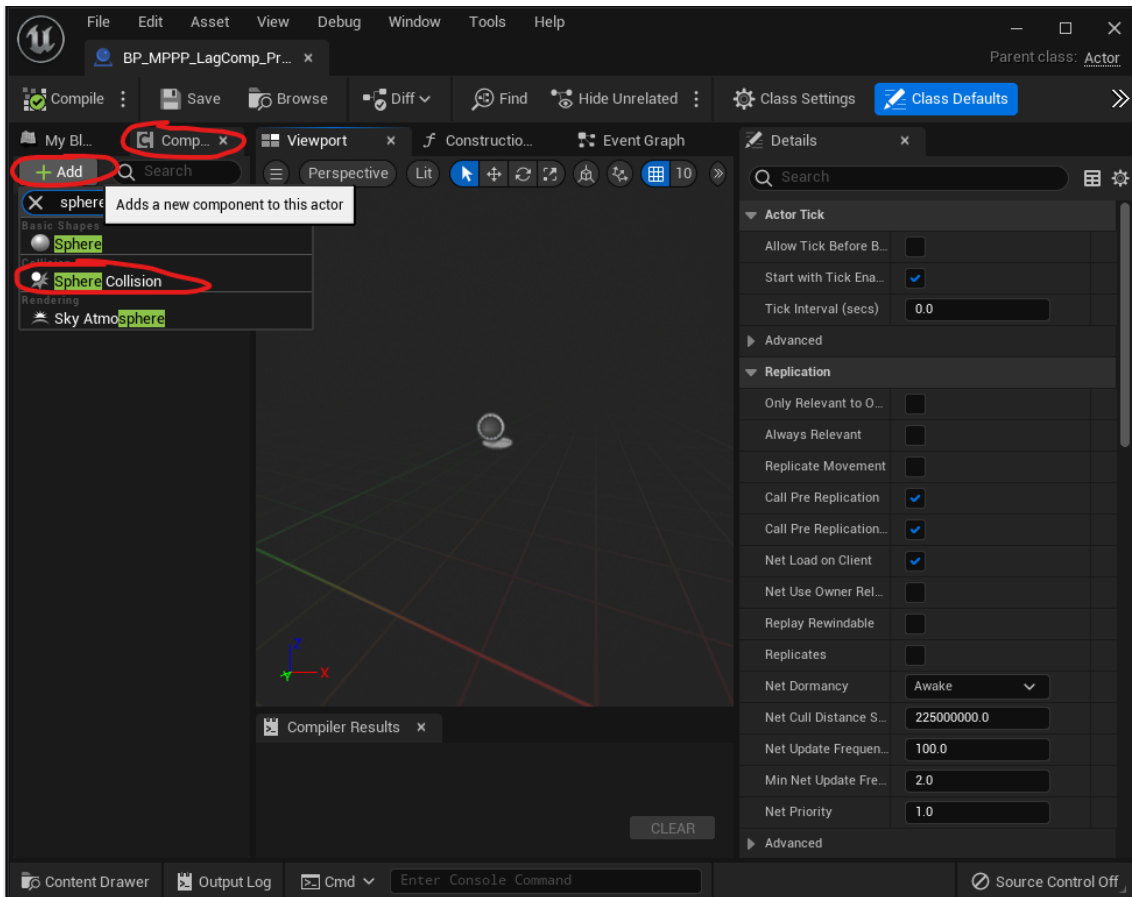 File Edit Asset View Debug Window Tools Help
BP_MPPP_LagComp_Pr...
Parent class: Actor
Compile Save Browse Diff Find Hide Unrelated Class Settings Class Defaults
My Bl... Comp... Viewport Constructio... Event Graph Details
Add Search Perspective Lit 10 Search
sphere
Adds a new component to this actor
Basic Shapes
Sphere
Collision
Sphere Collision
Rendering
Sky Atmosphere
Actor Tick
Allow Tick Before B...
Start with Tick Ena...
Tick Interval (secs) 0.0
Advanced
Replication
Only Relevant to O...
Always Relevant
Replicate Movement
Call Pre Replication
Call Pre Replication...
Net Load on Client
Net Use Owner Rel...
Replay Rewindable
Replicates
Net Dormancy Awake
Net Cull Distance S... 225000000.0
Net Update Frequen... 100.0
Min Net Update Fre... 2.0
Net Priority 1.0
Advanced
Z
X
Y
Compiler Results
CLEAR
Content Drawer Output Log Cmd Enter Console Command Source Control Off